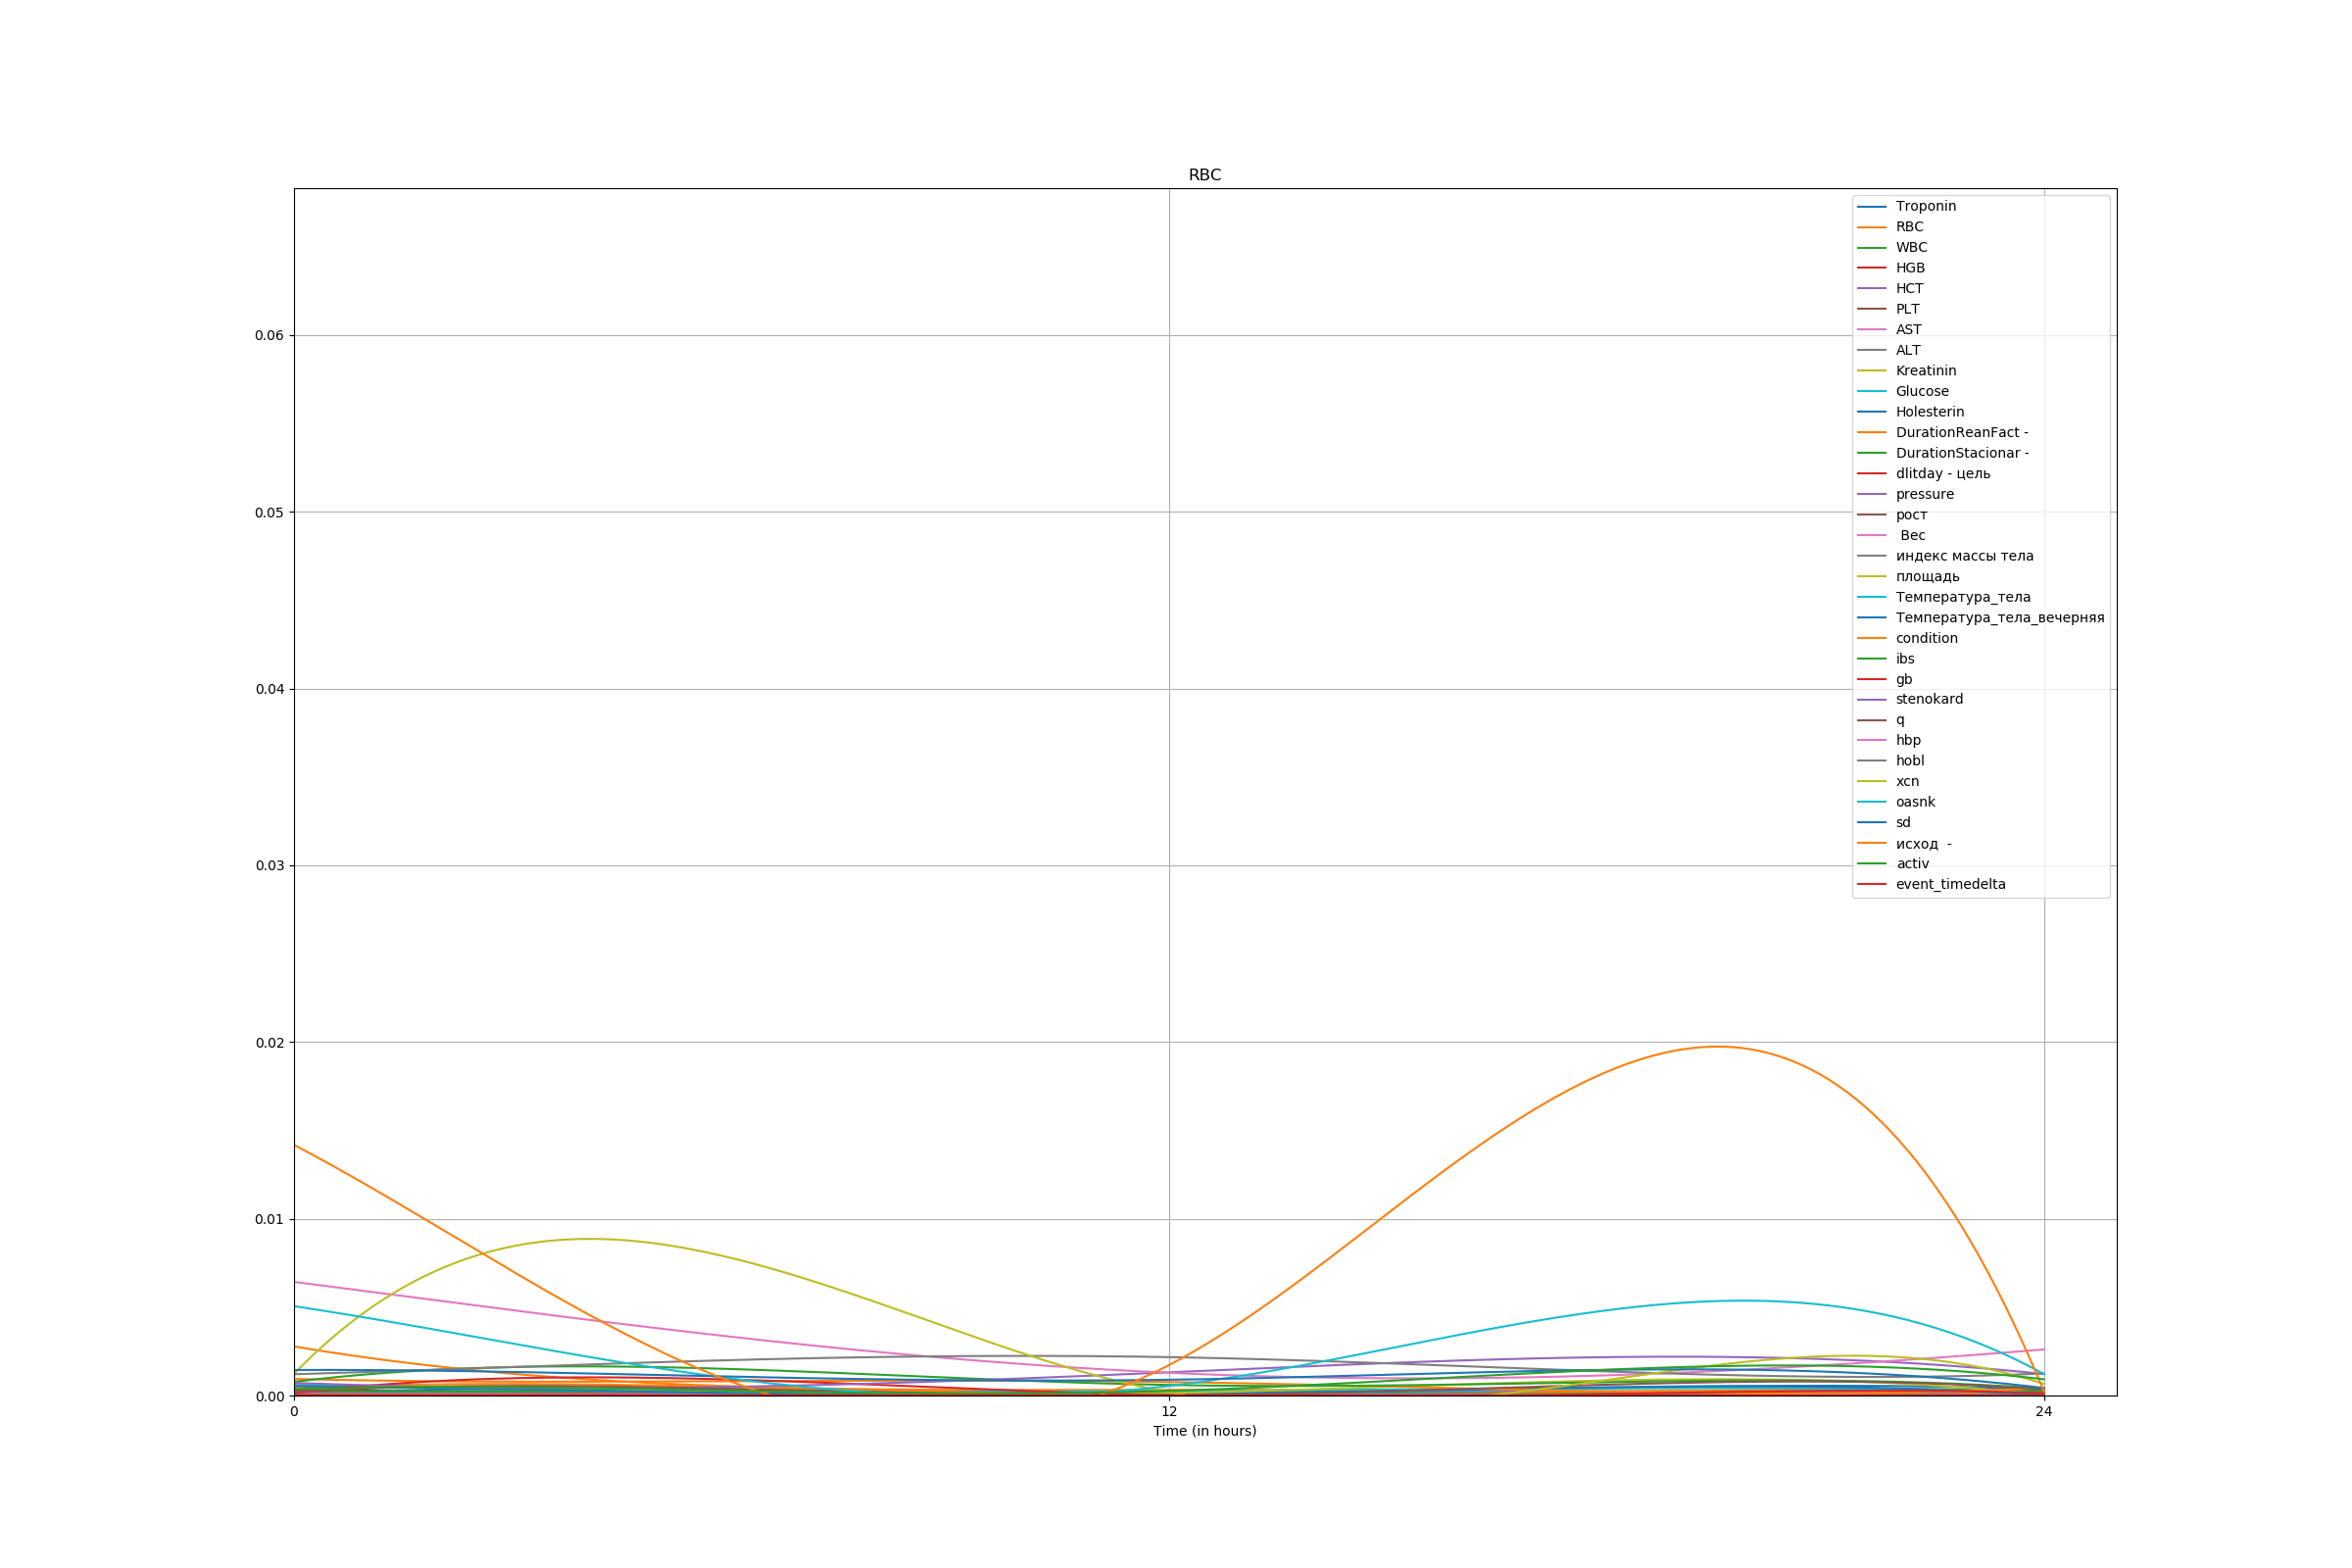 RBC
0.06
0.05
0.04
0.03
0.02
0.01
0.00
0
12
24
Time (in hours)
Troponin
RBC
WBC
HGB
HCT
PLT
AST
ALT
Kreatinin
Glucose
Holesterin
DurationReanFact -
DurationStacionar -
dlitday - цель
pressure
рост
Вес
индекс массы тела
площадь
Температура_тела
Температура_тела_вечерняя
condition
ibs
gb
stenokard
q
hbp
hobl
xcn
oasnk
sd
исход  -
activ
event_timedelta